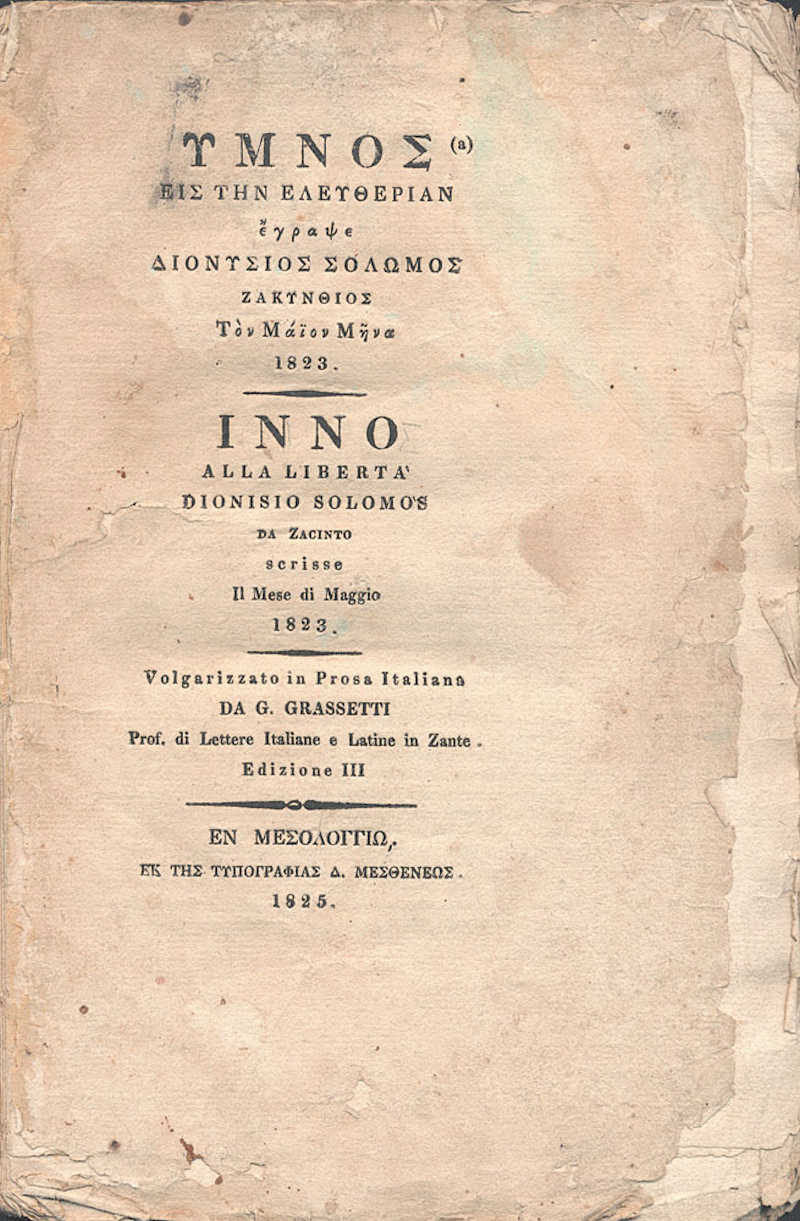 ΥΜΝΟΣ (a)
ΕΙΣ ΤΗΝ ΕΛΕΥΘΕΡΙΑΝ
ἔγραψε
ΔΙΟΝΥΣΙΟΣ ΣΟΛΩΜΟΣ
ΖΑΚΥΝΘΙΟΣ
Τὸν Μάϊον Μῆνα
1823.
INNO
ALLA LIBERTA'
DIONISIO SOLOMOS
DA ZACINTO
scrisse
Il Mese di Maggio
1823.
Volgarizzato in Prosa Italiana
DA G. GRASSETTI
Prof. di Lettere Italiane e Latine in Zante.
Edizione III
ΕΝ ΜΕΣΟΛΟΓΓΙΩ,.
ΕΚ ΤΗΣ ΤΥΠΟΓΡΑΦΙΑΣ Δ. ΜΕΣΘΕΝΕΩΣ.
1825.